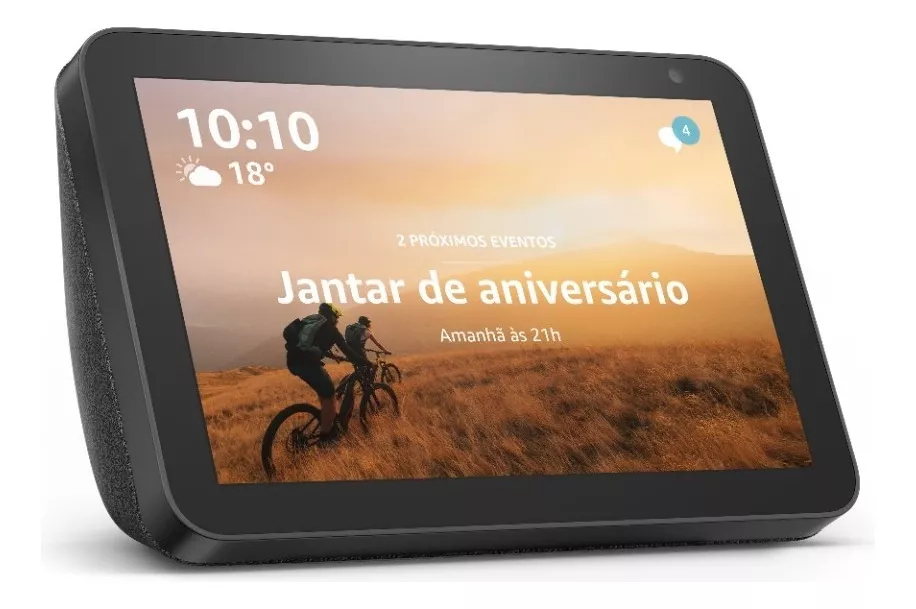 10:10
4
18°
2 PRÓXIMOS EVENTOS
Jantar de aniversário
Amanhã às 21h